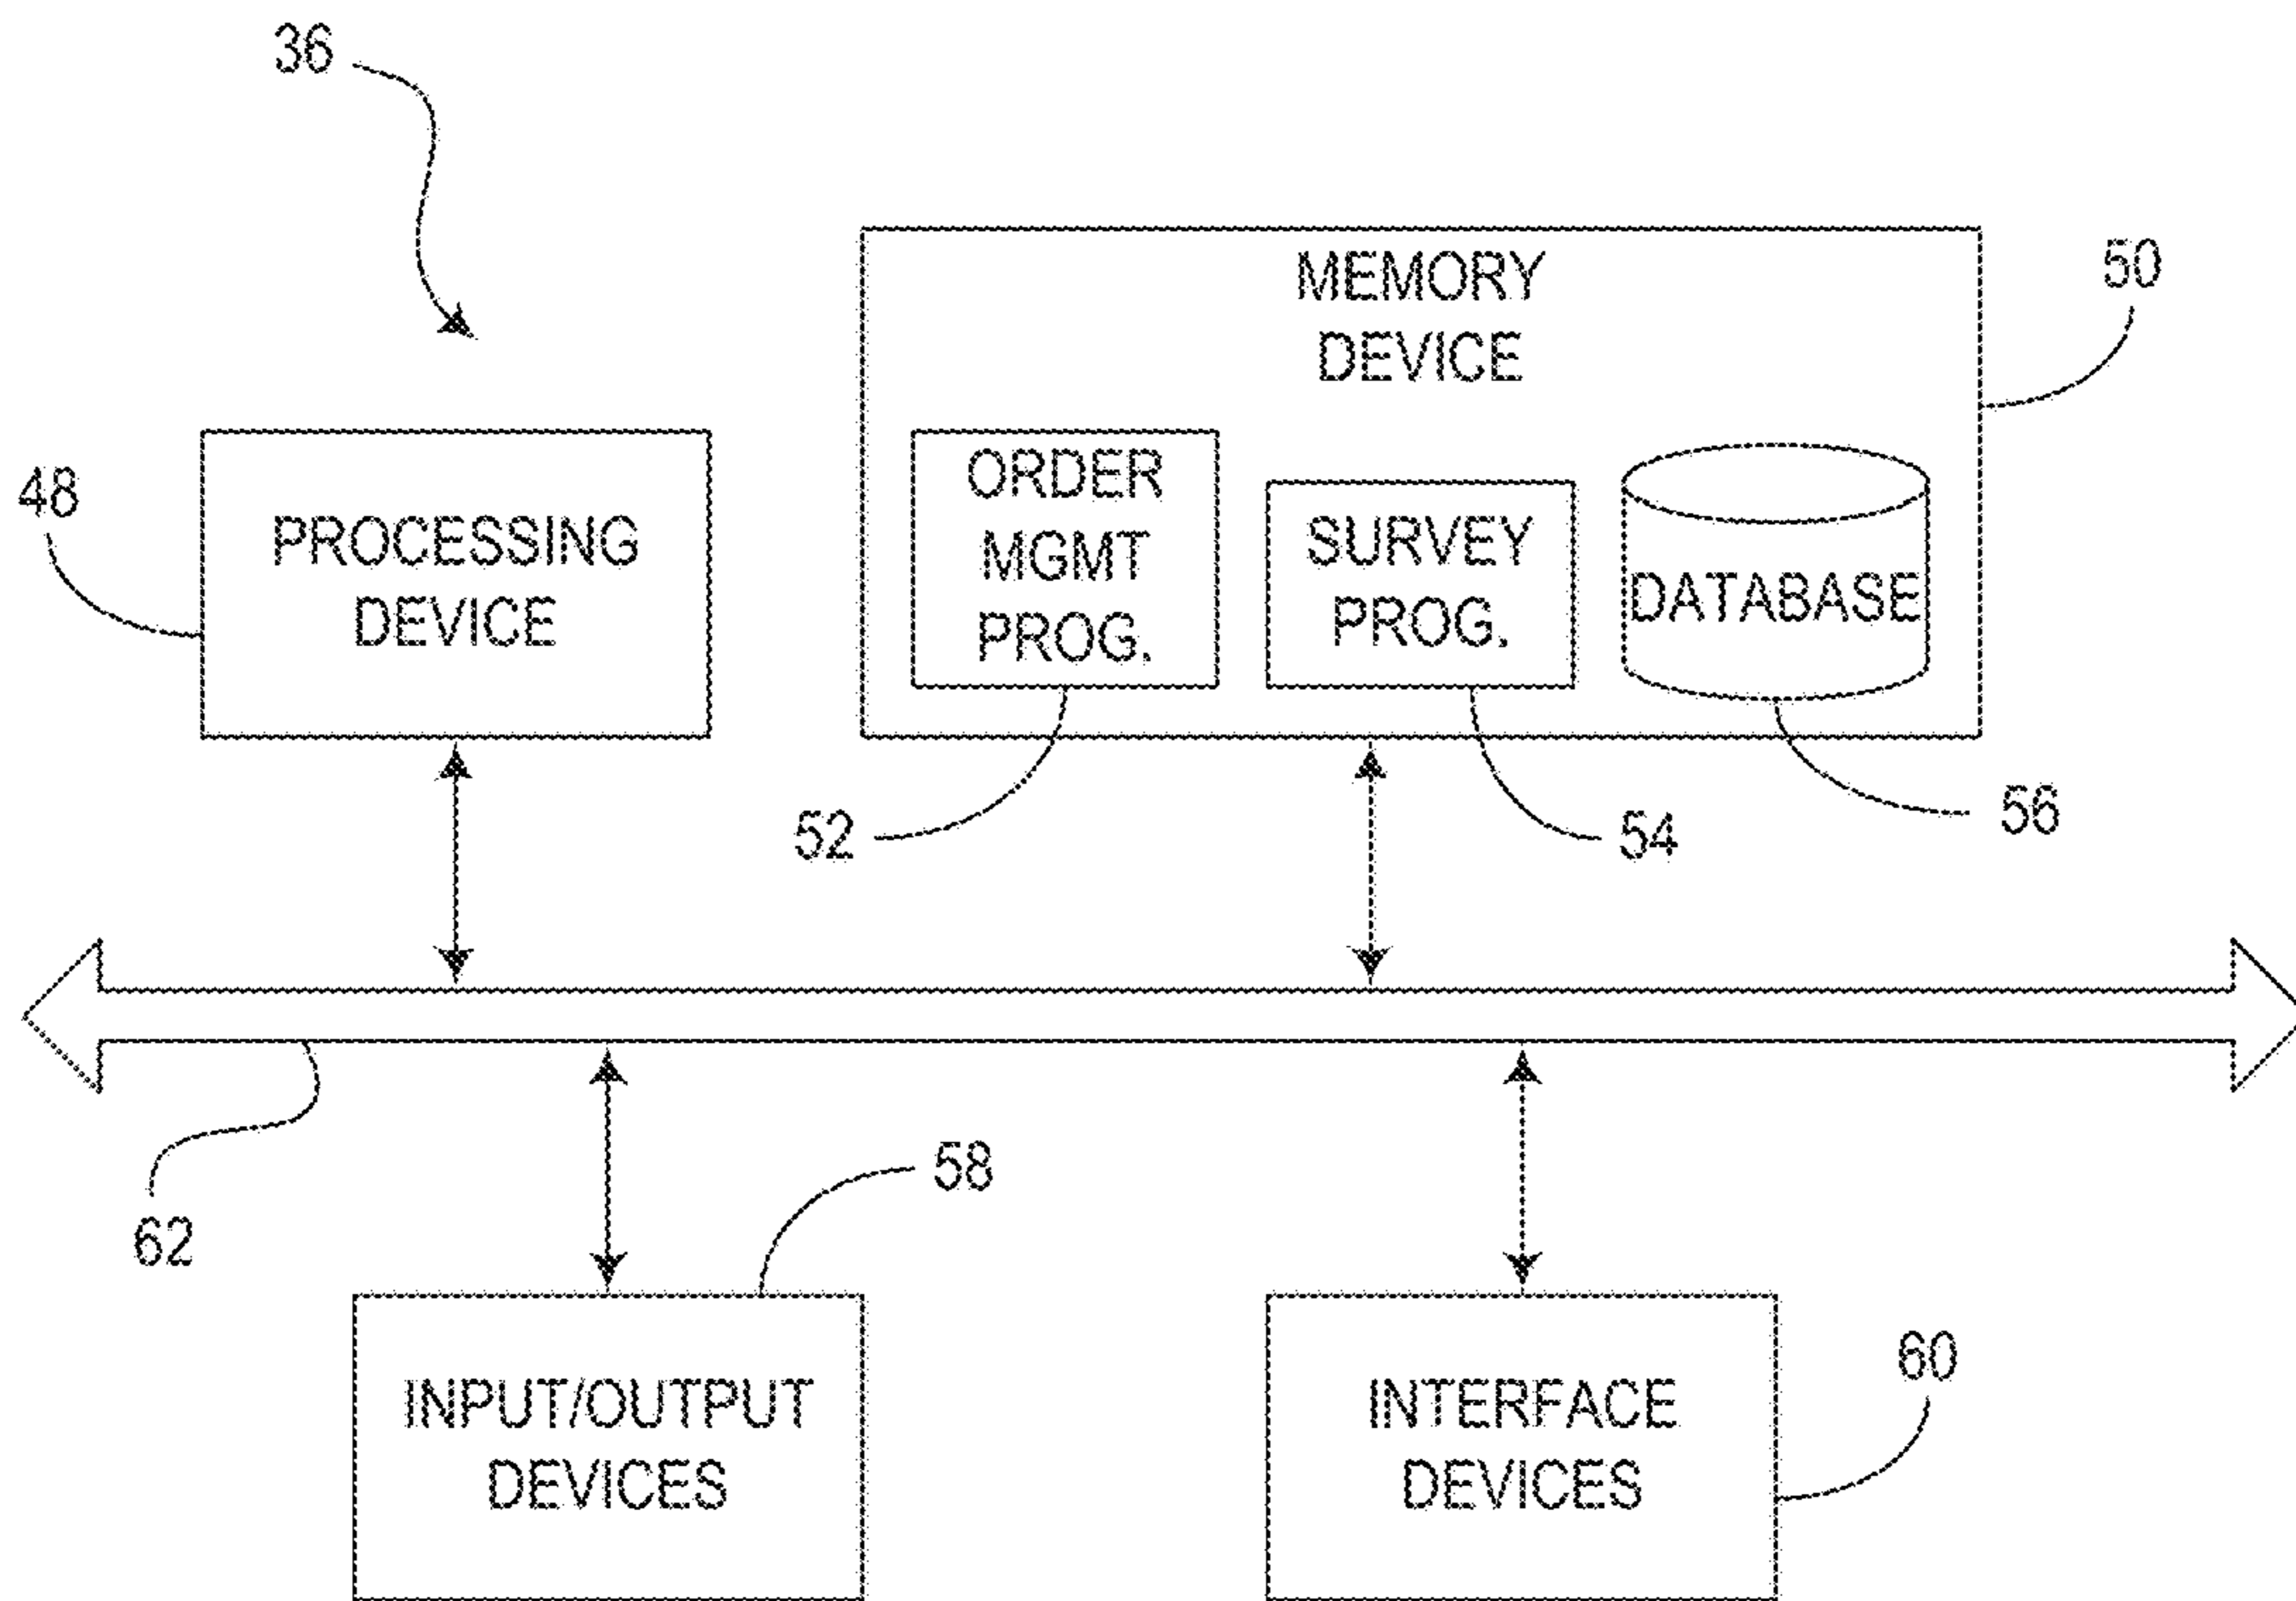 36
MEMORY
DEVICE
50
48
PROCESSING
DEVICE
ORDER
MGMT
PROG.
SURVEY
PROG.
DATABASE
52
54
56
62
58
INPUT/OUTPUT
DEVICES
INTERFACE
DEVICES
60